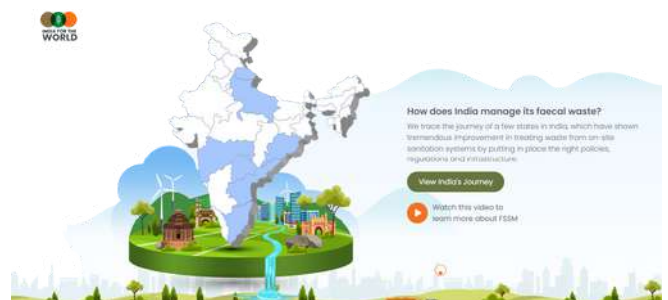 INDIA FOR THE
WORLD
How does India manage its faecal waste?
We trace the journey of a few states in India, which have shown
tremendous improvement in treating waste from on-site
sanitation systems by putting in place the right policies,
regulations and infrastructure.
View India's Journey
Watch this video to
learn more about FSSM